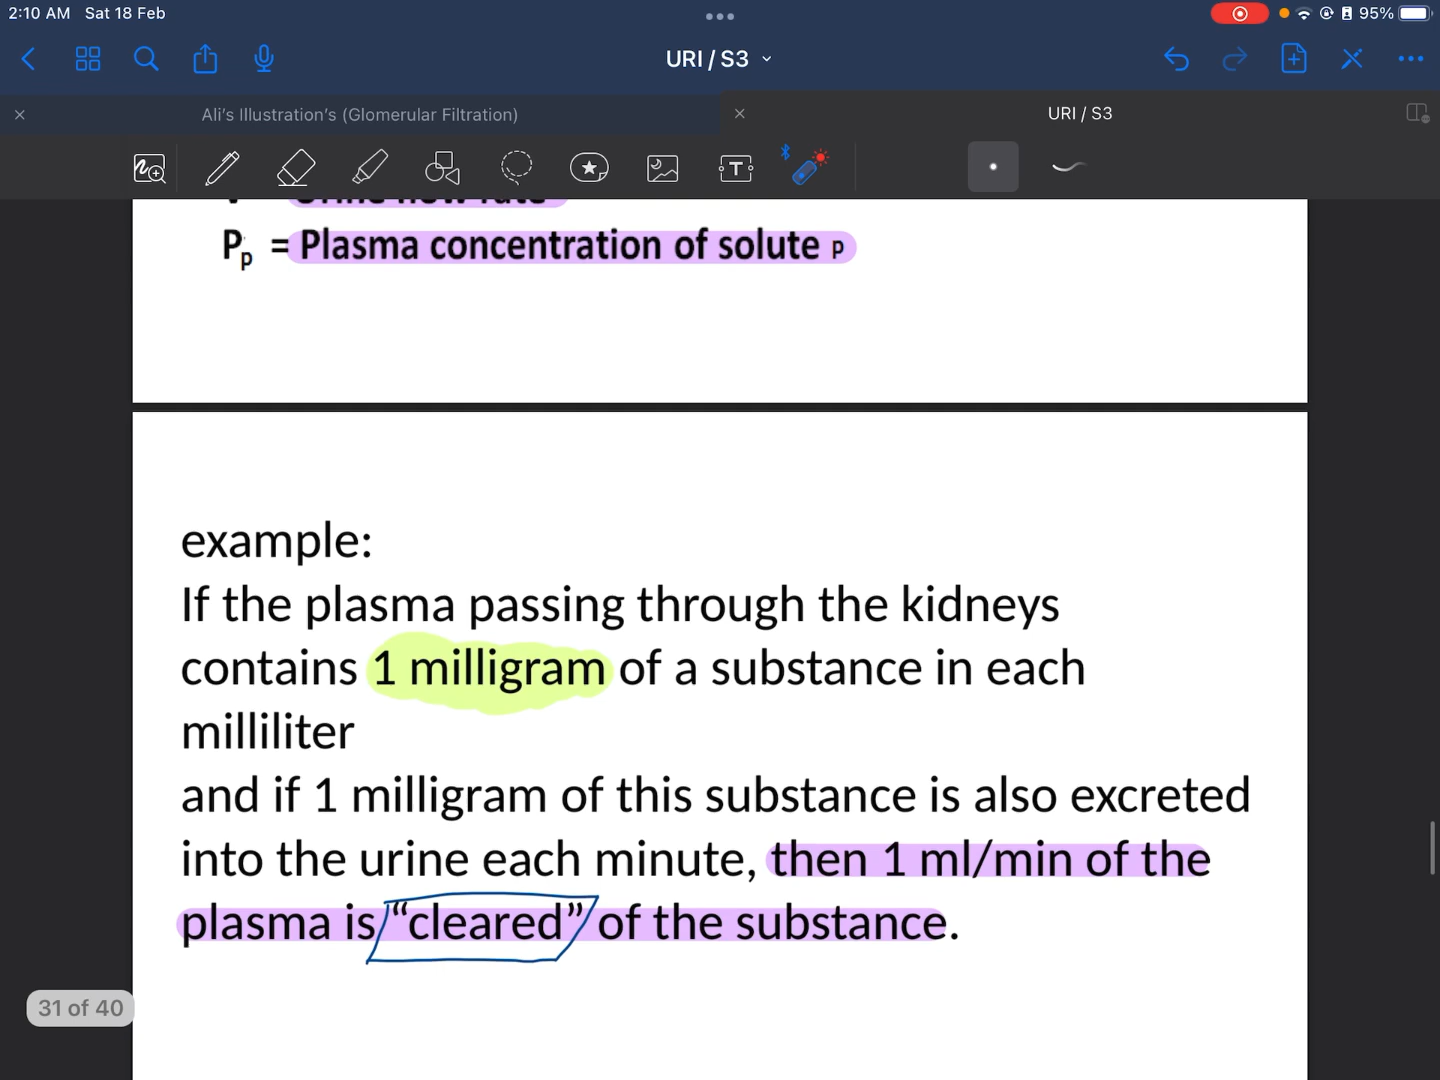 2:10 AM Sat 18 Feb
95%
URI / S3
Ali's Illustration's (Glomerular Filtration)
URI / S3
Urine flow rate
Pp = Plasma concentration of solute p
example:
If the plasma passing through the kidneys
contains 1 milligram of a substance in each
milliliter
and if 1 milligram of this substance is also excreted
into the urine each minute, then 1 ml/min of the
plasma is “cleared” of the substance.
31 of 40